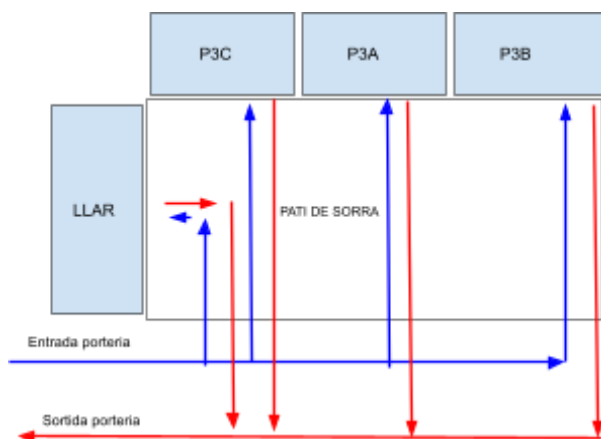 P3C
P3A
P3B
LLAR
PATI DE SORRA
Entrada porteria
Sortida porteria